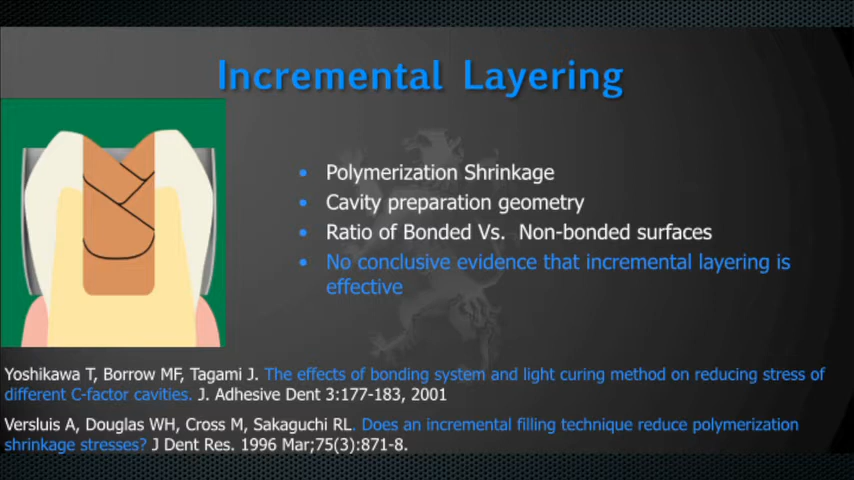 Incremental Layering
• Polymerization Shrinkage
• Cavity preparation geometry
• Ratio of Bonded Vs. Non-bonded surfaces
• No conclusive evidence that incremental layering is
effective
Yoshikawa T, Borrow MF, Tagami J. The effects of bonding system and light curing method on reducing stress of
different C-factor cavities. J. Adhesive Dent 3:177-183, 2001
Versluis A, Douglas WH, Cross M, Sakaguchi RL. Does an incremental filling technique reduce polymerization
shrinkage stresses? J Dent Res. 1996 Mar;75(3):871-8.